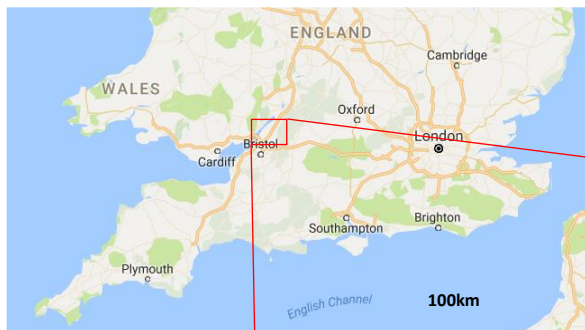 ENGLAND
Cambridge
WALES
Oxford
London
Bristol
Cardiff
Southampton
Brighton
Plymouth
English Channel
100km